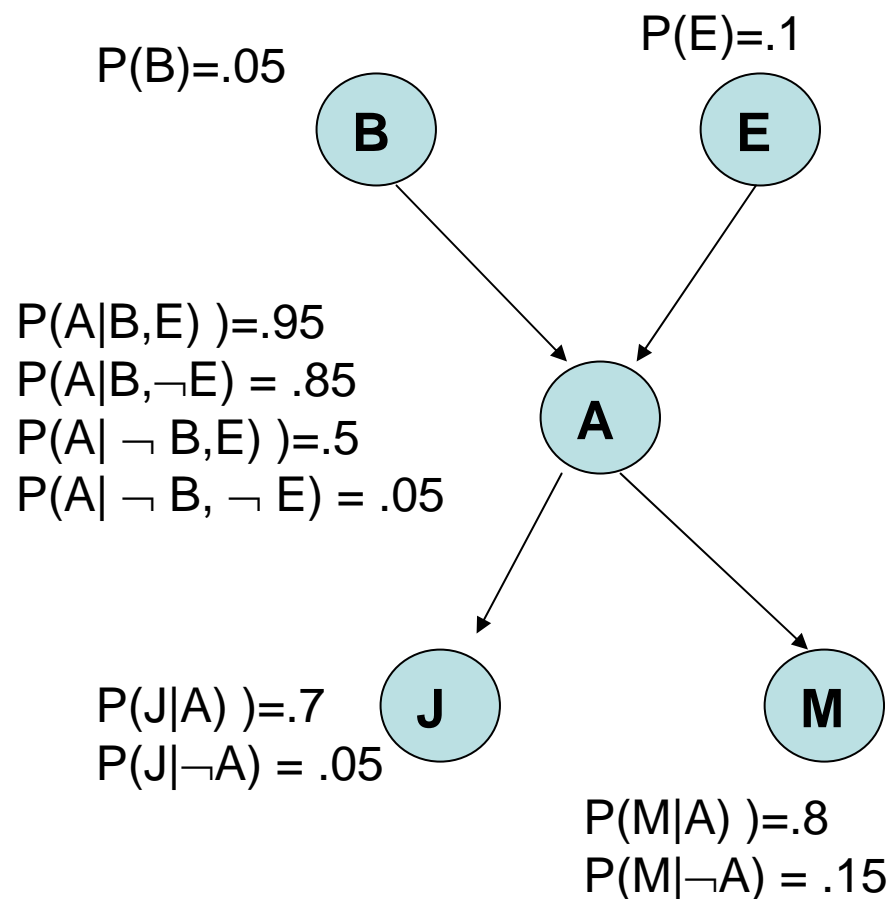 P(B)=.05
P(E)=.1
B
E
P(A|B,E) )=.95
P(A|B,¬E) = .85
P(A| ¬ B,E) )=.5
P(A| ¬ B, ¬ E) = .05
A
P(J|A) )=.7
P(J|¬A) = .05
J
M
P(M|A) )=.8
P(M|¬A) = .15